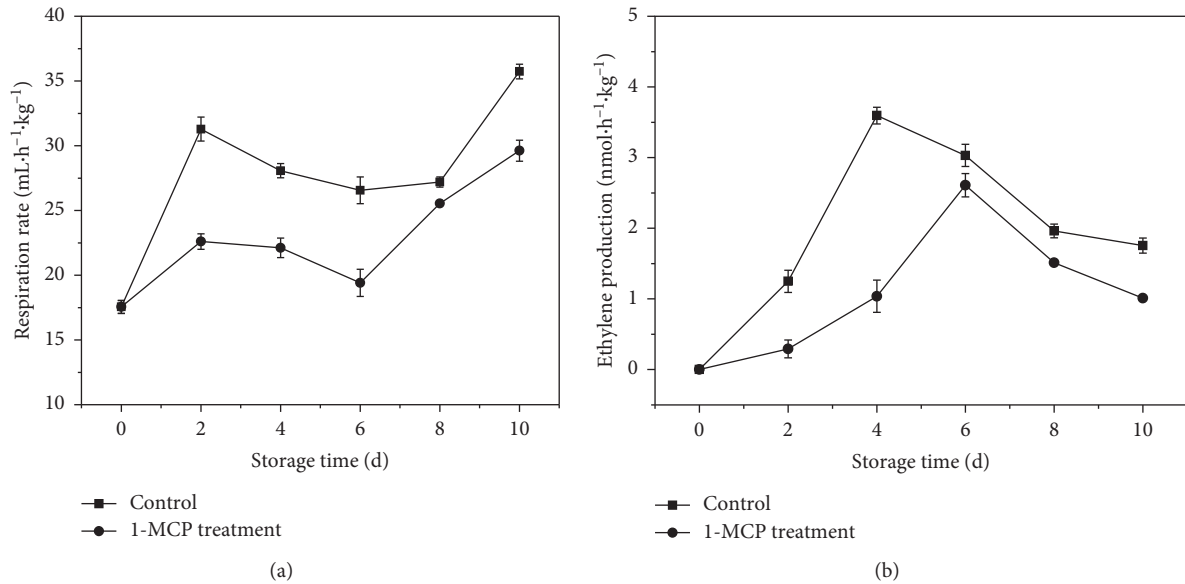 40
35
30
25
20
15
10
Respiration rate (mL·h⁻¹·kg⁻¹)
0 2 4 6 8 10
Storage time (d)
Control
1-MCP treatment
(a)
5
4
3
2
1
0
Ethylene production (nmol·h⁻¹·kg⁻¹)
0 2 4 6 8 10
Storage time (d)
Control
1-MCP treatment
(b)